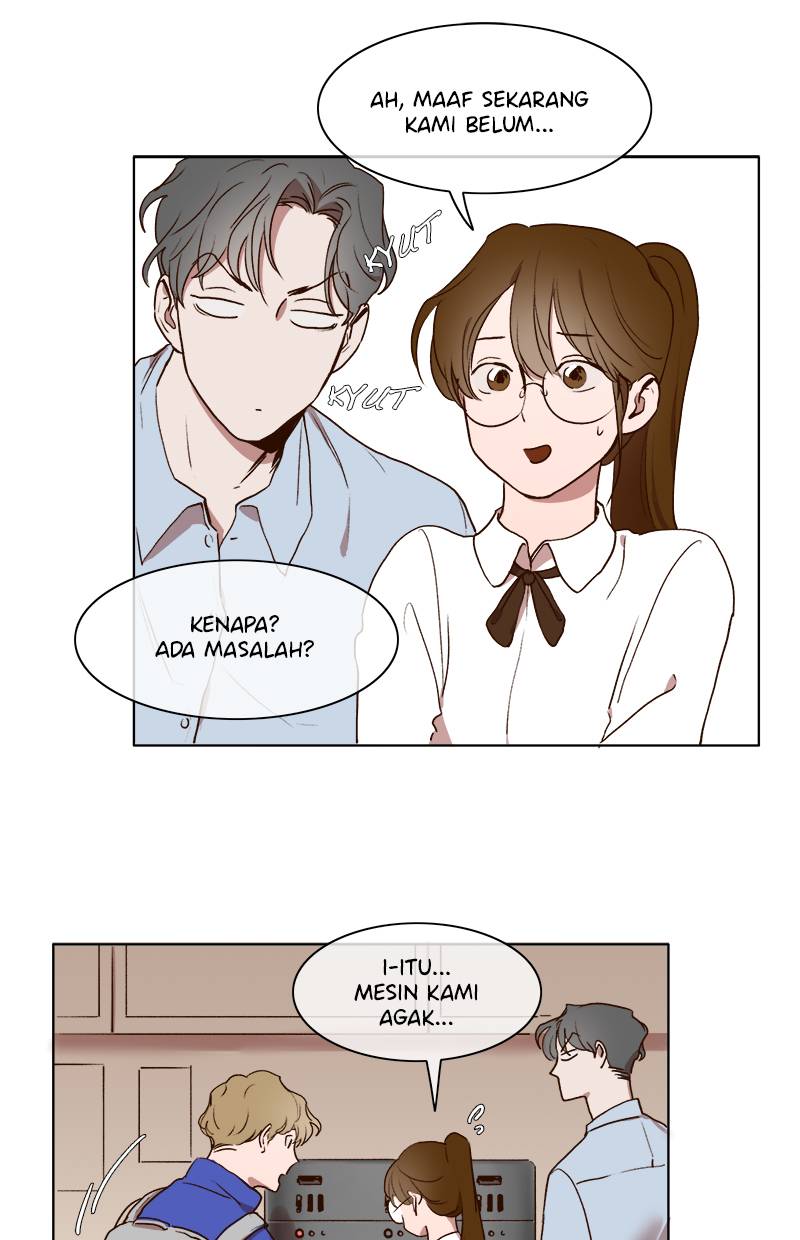 AH, MAAF SEKARANG
KAMI BELUM...
KYUT
KYUT
KENAPA?
ADA MASALAH?
I-ITU...
MESIN KAMI
AGAK...